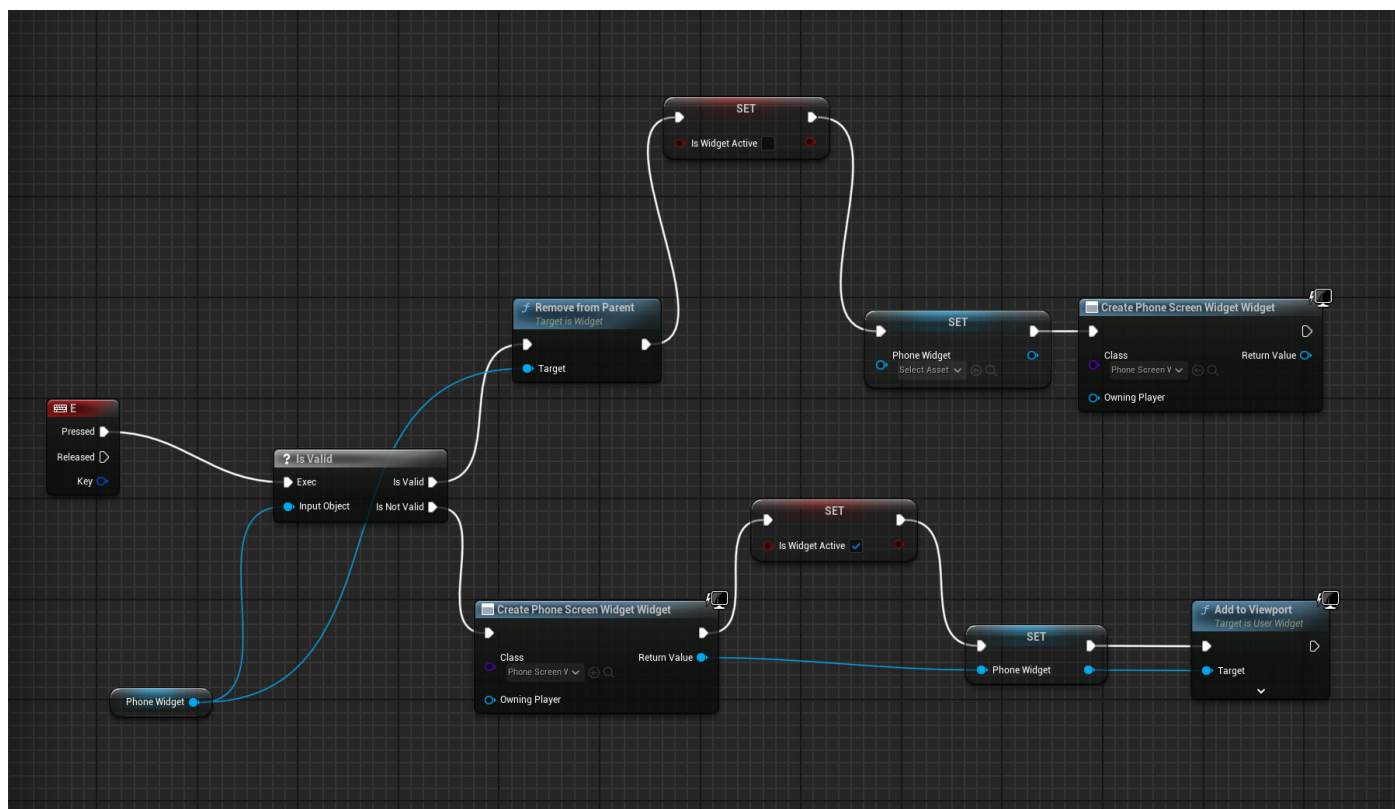 SET
Is Widget Active
Remove from Parent
Target is Widget
Target
SET
Phone Widget
Select Asset
Create Phone Screen Widget Widget
Class
Return Value
Phone Screen V
Owning Player
E
Pressed
Released
Key
? Is Valid
Exec
Is Valid
Input Object
Is Not Valid
SET
Is Widget Active
Create Phone Screen Widget Widget
Class
Return Value
Phone Screen V
Owning Player
SET
Phone Widget
Add to Viewport
Target is User Widget
Target
Phone Widget